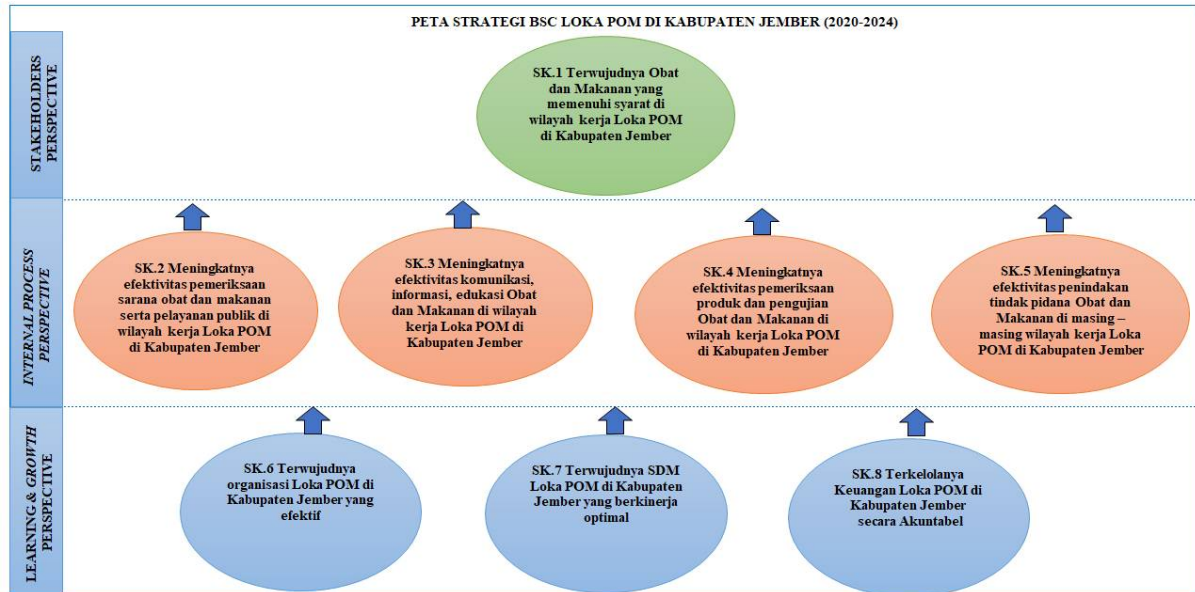 PETA STRATEGI BSC LOKA POM DI KABUPATEN JEMBER (2020-2024)
STAKEHOLDERS
PERSPECTIVE
SK.1 Terwujudnya Obat
dan Makanan yang
memenuhi syarat di
wilayah kerja Loka POM
di Kabupaten Jember
INTERNAL PROCESS
PERSPECTIVE
SK.2 Meningkatnya
efektivitas pemeriksaan
sarana obat dan makanan
serta pelayanan publik di
wilayah kerja Loka POM
di Kabupaten Jember
SK.3 Meningkatnya
efektivitas komunikasi,
informasi, edukasi Obat
dan Makanan di wilayah
kerja Loka POM di
Kabupaten Jember
SK.4 Meningkatnya
efektivitas pemeriksaan
produk dan pengujian
Obat dan Makanan di
wilayah kerja Loka POM
di Kabupaten Jember
SK.5 Meningkatnya
efektivitas penindakan
tindak pidana Obat dan
Makanan di masing –
masing wilayah kerja Loka
POM di Kabupaten Jember
LEARNING & GROWTH
PERSPECTIVE
SK.6 Terwujudnya
organisasi Loka POM di
Kabupaten Jember yang
efektif
SK.7 Terwujudnya SDM
Loka POM di Kabupaten
Jember yang berkinerja
optimal
SK.8 Terkelolanya
Keuangan Loka POM di
Kabupaten Jember
secara Akuntabel